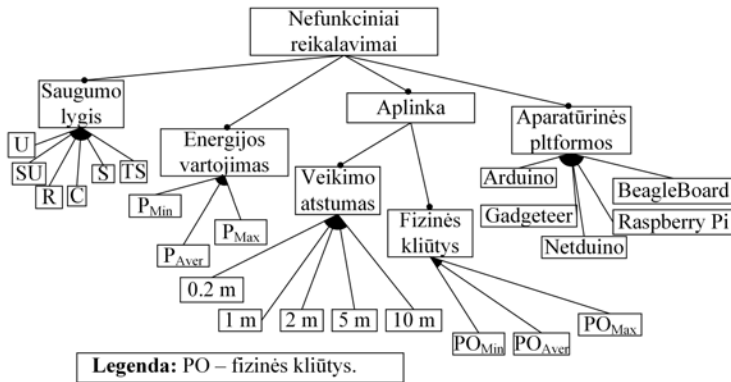 Nefunkciniai
reikalavimai
Saugumo
lygis
Energijos
vartojimas
Aplinka
Aparatūrinės
pltformos
U
SU
R
C
S
TS
P_Min
P_Aver
P_Max
Veikimo
atstumas
Fizinės
kliūtys
Arduino
Gadgeteer
Netduino
BeagleBoard
Raspberry Pi
0.2 m
1 m
2 m
5 m
10 m
PO_Min
PO_Aver
PO_Max
Legenda: PO – fizinės kliūtys.